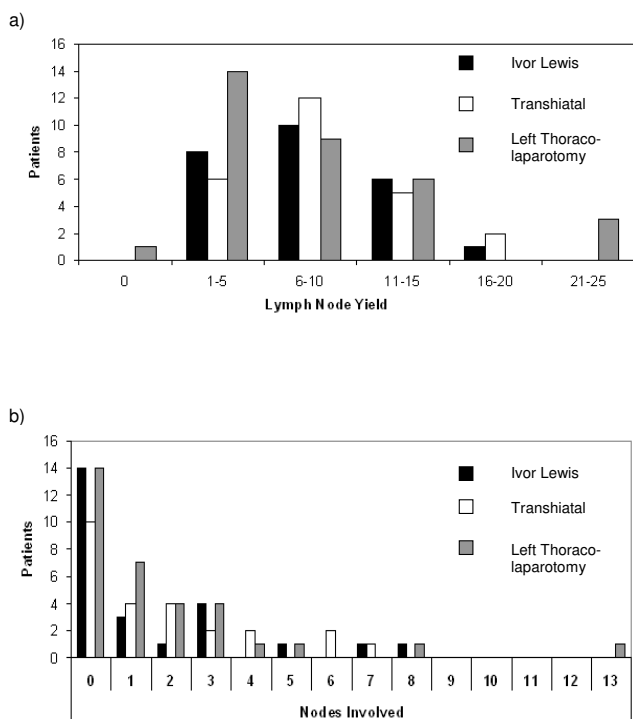 a)
16
14
12
10
8
6
4
2
0
Patients
Ivor Lewis
Transhiatal
Left Thoraco-
laparotomy
0 1-5 6-10 11-15 16-20 21-25
Lymph Node Yield
b)
16
14
12
10
8
6
4
2
0
Patients
Ivor Lewis
Transhiatal
Left Thoraco-
laparotomy
0 1 2 3 4 5 6 7 8 9 10 11 12 13
Nodes Involved